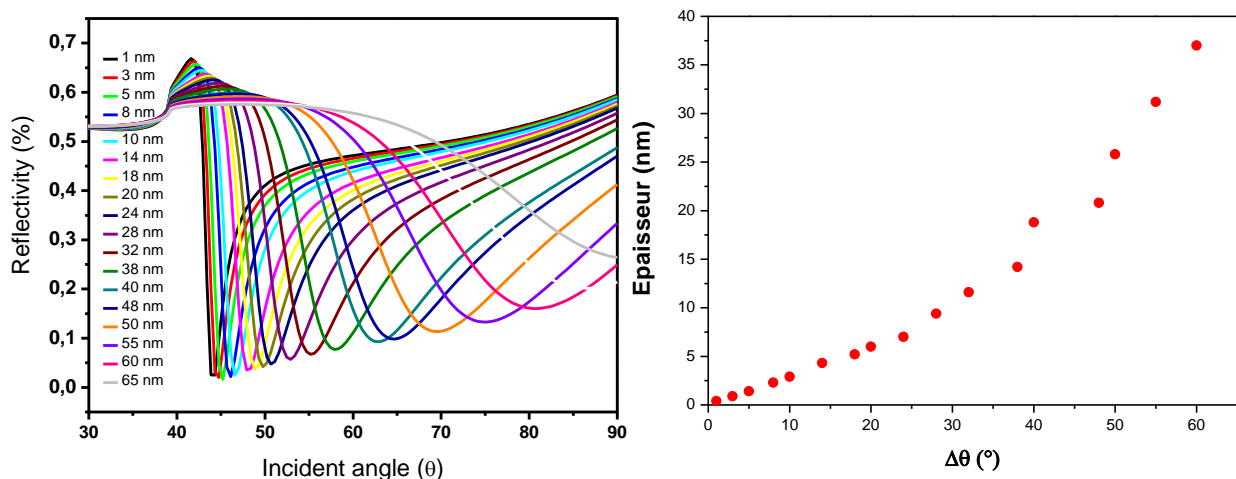 0,7
0,6
0,5
0,4
0,3
0,2
0,1
0,0
Reflectivity (%)
1 nm
3 nm
5 nm
8 nm
10 nm
14 nm
18 nm
20 nm
24 nm
28 nm
32 nm
38 nm
40 nm
48 nm
50 nm
55 nm
60 nm
65 nm
30 40 50 60 70 80 90
Incident angle (θ)
40
35
30
25
20
15
10
5
0
Epaisseur (nm)
0 10 20 30 40 50 60
Δθ (°)